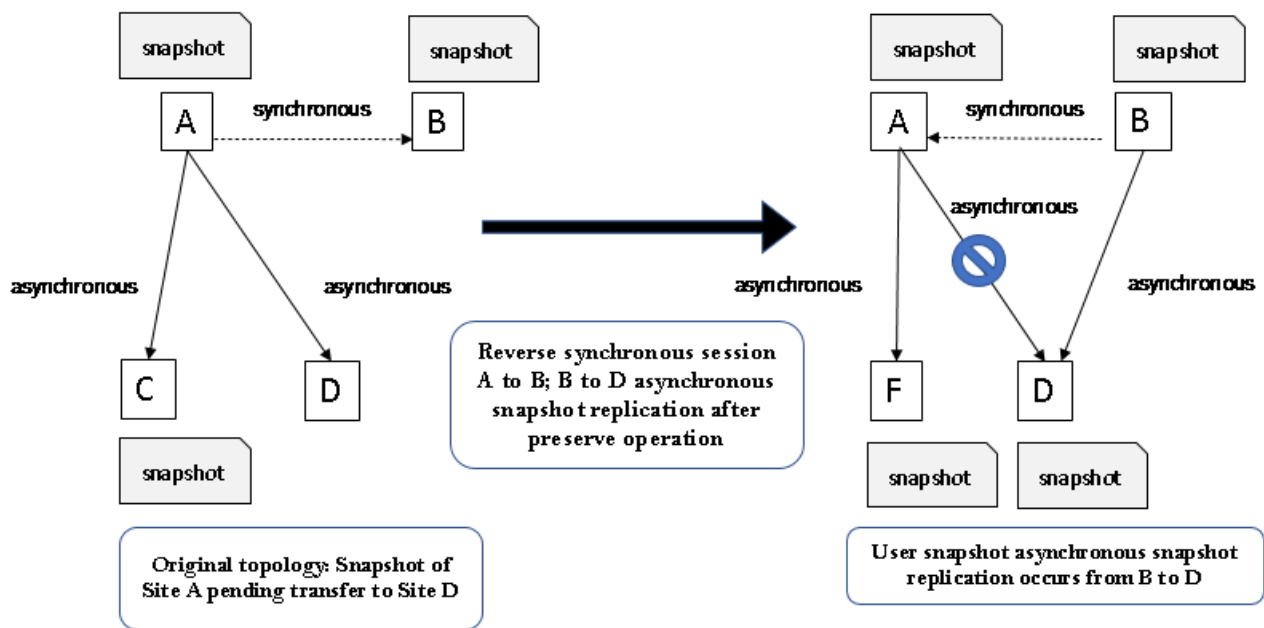 snapshot
snapshot
A
synchronous
B
asynchronous
asynchronous
C
D
snapshot
Original topology: Snapshot of
Site A pending transfer to Site D
Reverse synchronous session
A to B; B to D asynchronous
snapshot replication after
preserve operation
snapshot
snapshot
A
synchronous
B
asynchronous
asynchronous
asynchronous
F
D
snapshot
snapshot
User snapshot asynchronous snapshot
replication occurs from B to D